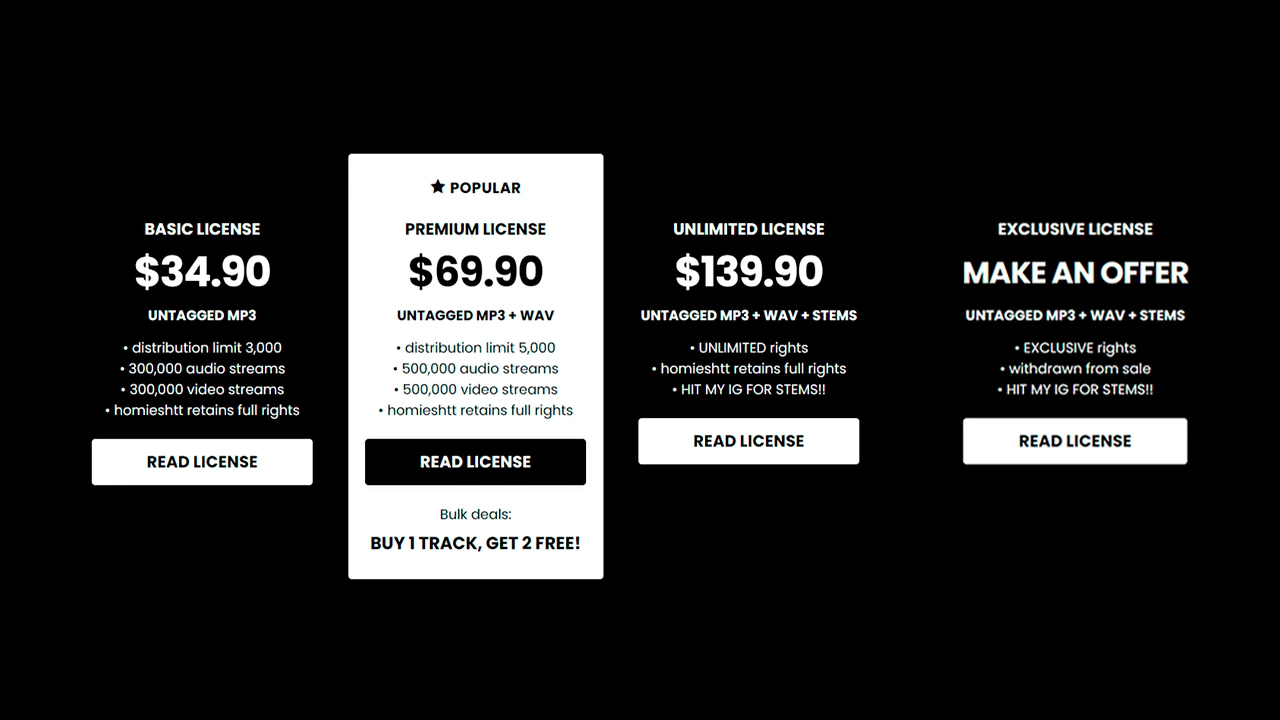 BASIC LICENSE
$34.90
UNTAGGED MP3
• distribution limit 3,000
• 300,000 audio streams
• 300,000 video streams
• homieshtt retains full rights
READ LICENSE
★ POPULAR
PREMIUM LICENSE
$69.90
UNTAGGED MP3 + WAV
• distribution limit 5,000
• 500,000 audio streams
• 500,000 video streams
• homieshtt retains full rights
READ LICENSE
Bulk deals:
BUY 1 TRACK, GET 2 FREE!
UNLIMITED LICENSE
$139.90
UNTAGGED MP3 + WAV + STEMS
• UNLIMITED rights
• homieshtt retains full rights
• HIT MY IG FOR STEMS!!
READ LICENSE
EXCLUSIVE LICENSE
MAKE AN OFFER
UNTAGGED MP3 + WAV + STEMS
• EXCLUSIVE rights
• withdrawn from sale
• HIT MY IG FOR STEMS!!
READ LICENSE